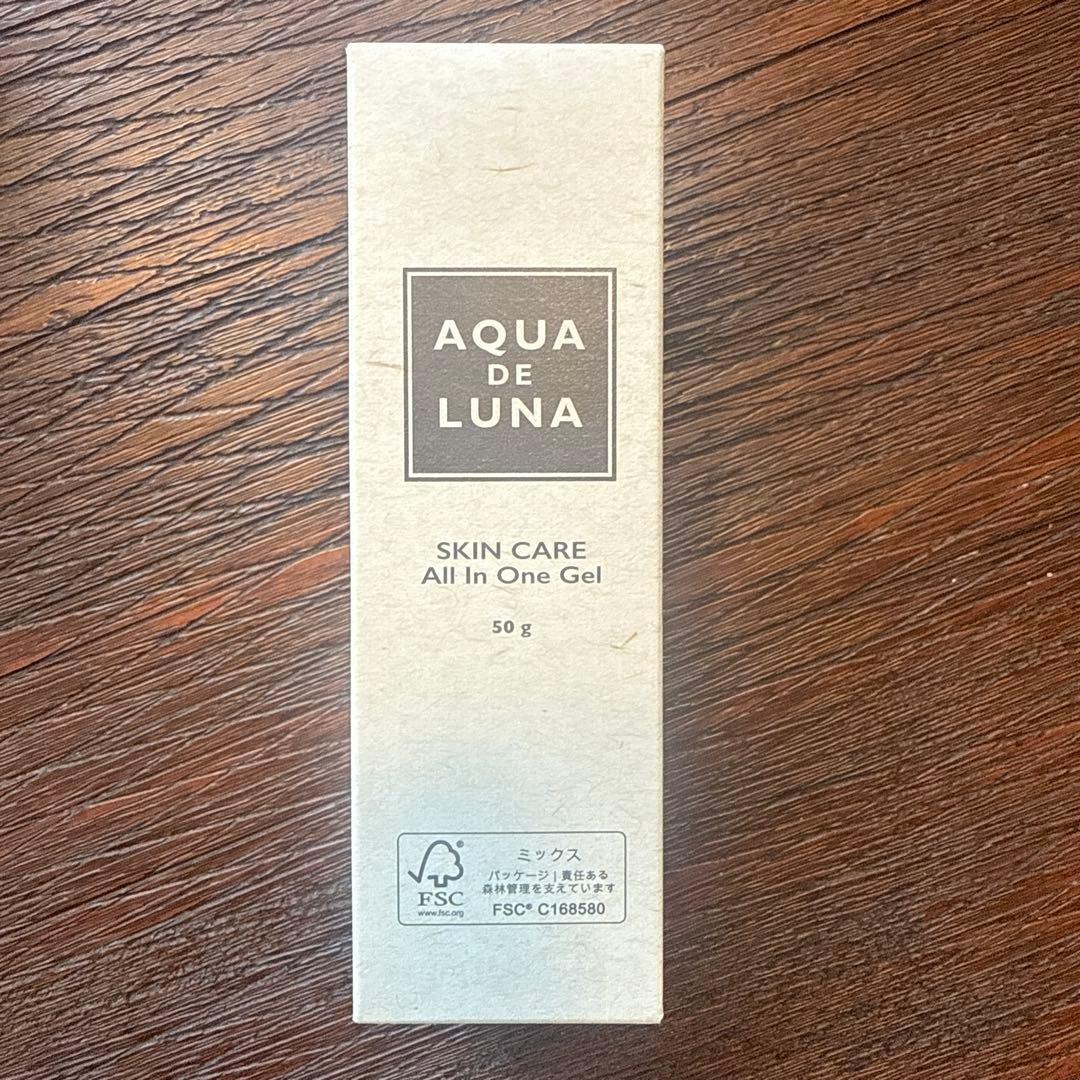 AQUA
DE
LUNA
SKIN CARE
All In One Gel
50 g
FSC®
www.fsc.org
ミックス
パッケージ | 責任ある
森林管理を支えています
FSC® C168580